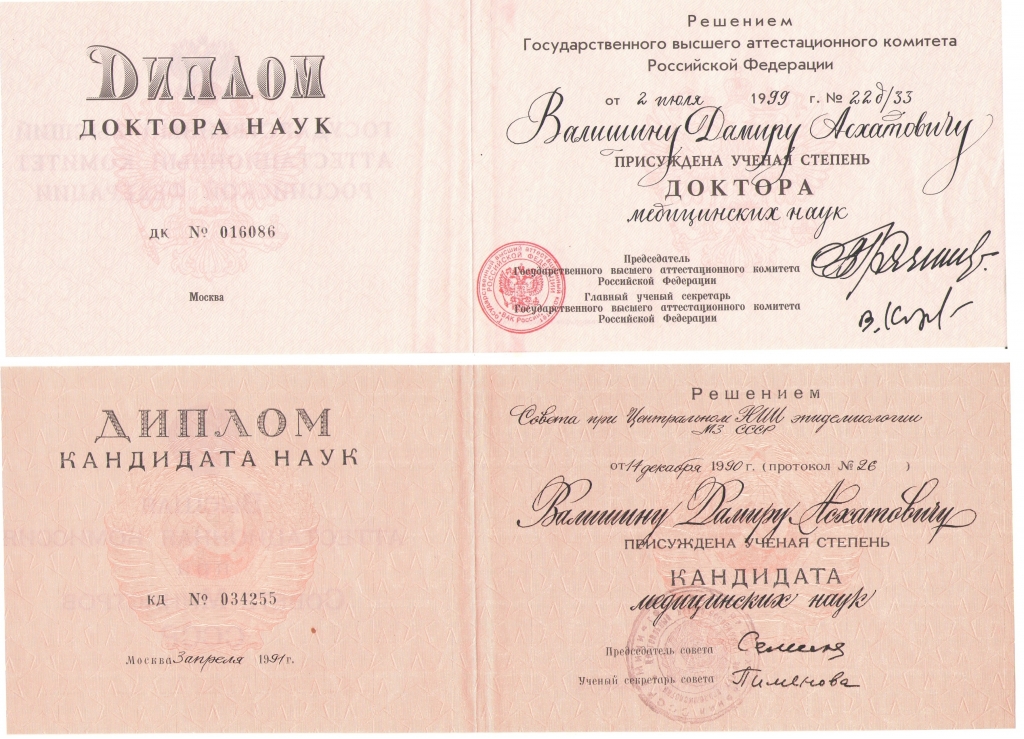 ДИПЛОМ
ДОКТОРА НАУК
ДК № 016086
Москва
Решением
Государственного высшего аттестационного комитета
Российской Федерации
от 2 июля 1999 г. № 22д/33
Валишину Дамиру Асхатовичу
ПРИСУЖДЕНА УЧЕНАЯ СТЕПЕНЬ
ДОКТОРА
медицинских наук
Председатель
Государственного высшего аттестационного комитета
Российской Федерации
Главный ученый секретарь
Государственного высшего аттестационного комитета
Российской Федерации
ДИПЛОМ
КАНДИДАТА НАУК
КД № 034255
Москва 3 апреля 1991 г.
Решением
Совета при Центральном НИИ эпидемиологии
МЗ СССР
от 14 декабря 1990 г. (протокол № 26 )
Валишину Дамиру Асхатовичу
ПРИСУЖДЕНА УЧЕНАЯ СТЕПЕНЬ
КАНДИДАТА
медицинских наук
Председатель совета
Ученый секретарь совета Пименова